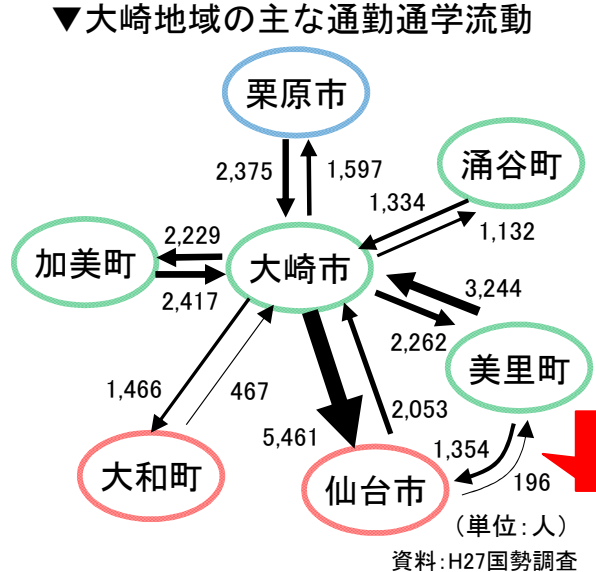 ▼大崎地域の主な通勤通学流動
栗原市
2,375
1,597
涌谷町
1,334
1,132
加美町
2,229
2,417
大崎市
3,244
2,262
美里町
1,466
467
5,461
2,053
1,354
196
大和町
仙台市
（単位:人）
資料:H27国勢調査